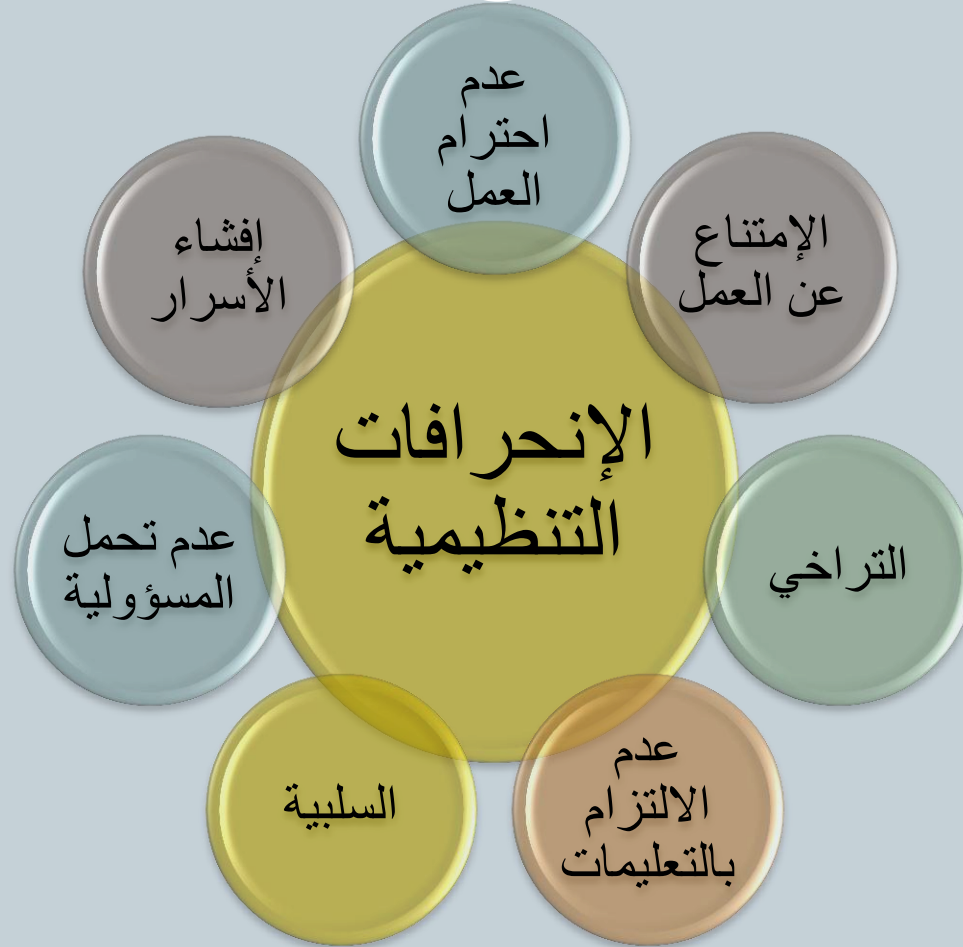 عدم
احترام
العمل
الإمتناع
عن العمل
التراخي
عدم
الالتزام
بالتعليمات
السلبية
عدم تحمل
المسؤولية
إفشاء
الأسرار
الإنحرافات
التنظيمية